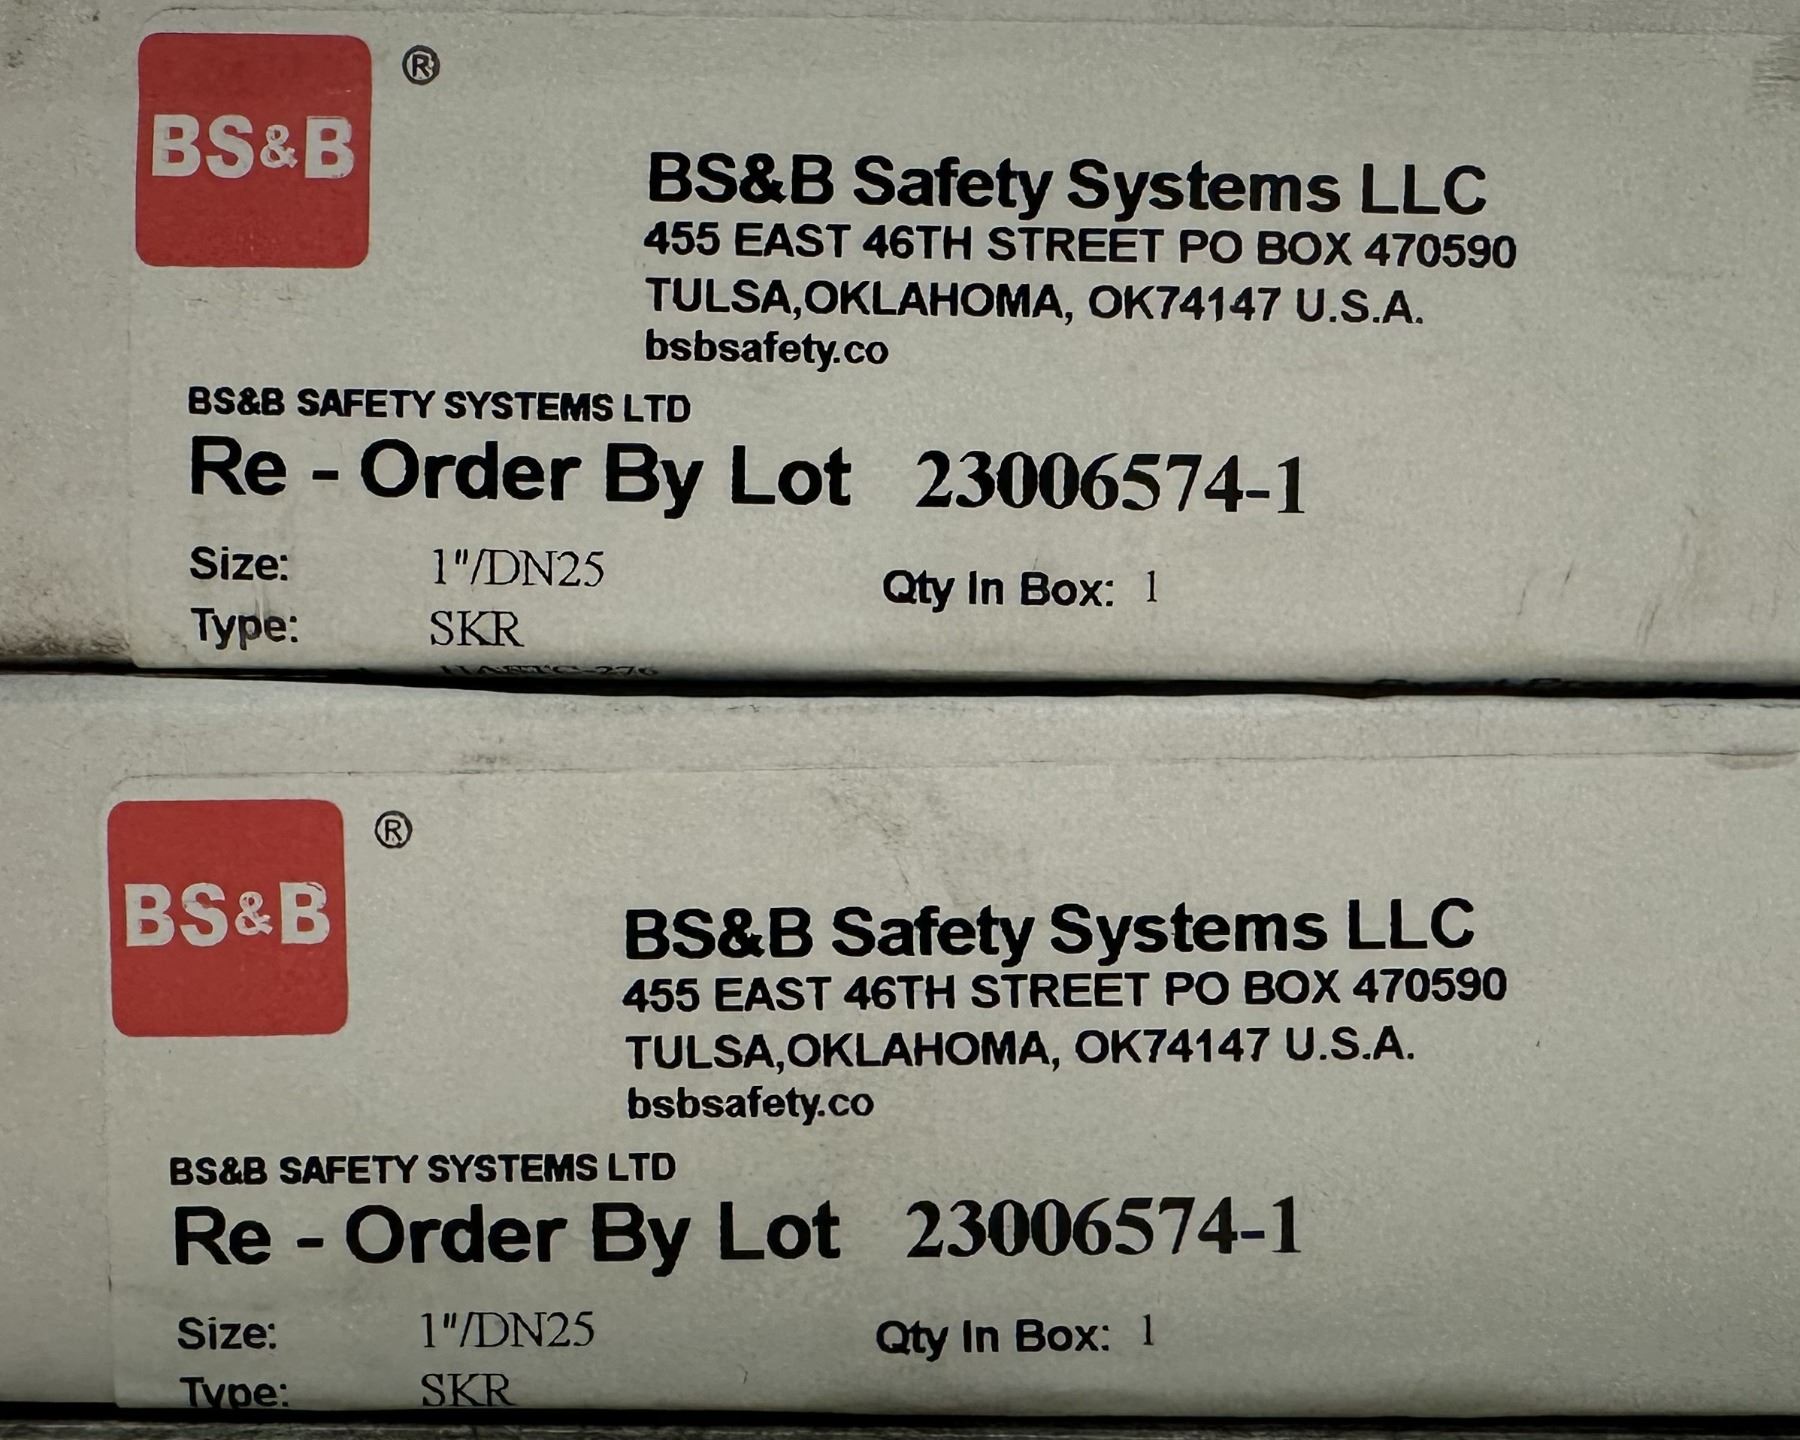 BS&B ®
BS&B Safety Systems LLC
455 EAST 46TH STREET PO BOX 470590
TULSA,OKLAHOMA, OK74147 U.S.A.
bsbsafety.co
BS&B SAFETY SYSTEMS LTD
Re - Order By Lot 23006574-1
Size: 1"/DN25 Qty In Box: 1
Type: SKR
BS&B ®
BS&B Safety Systems LLC
455 EAST 46TH STREET PO BOX 470590
TULSA,OKLAHOMA, OK74147 U.S.A.
bsbsafety.co
BS&B SAFETY SYSTEMS LTD
Re - Order By Lot 23006574-1
Size: 1"/DN25 Qty In Box: 1
Type: SKR